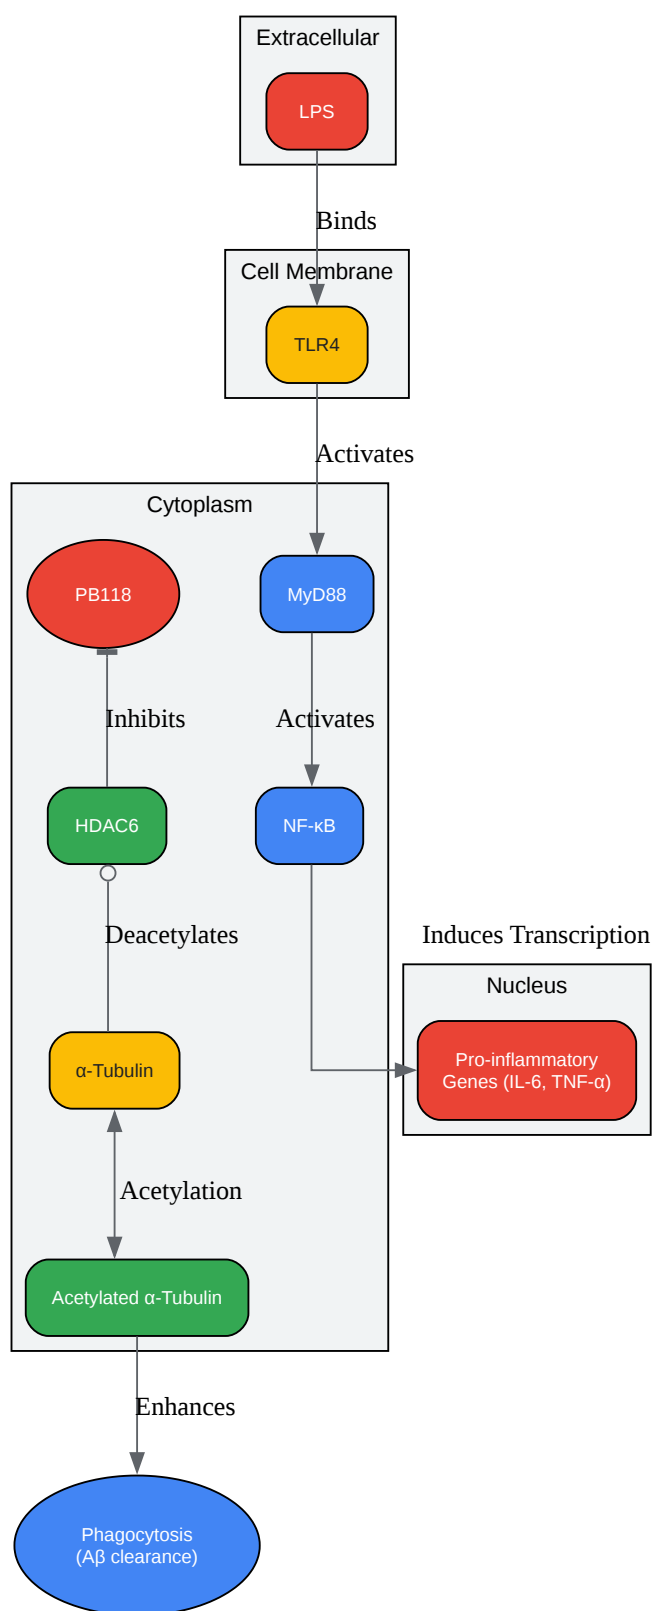 Extracellular
LPS
Binds
Cell Membrane
TLR4
Activates
Cytoplasm
PB118
MyD88
Inhibits
Activates
HDAC6
NF-κB
Deacetylates
Induces Transcription
Nucleus
α-Tubulin
Pro-inflammatory
Genes (IL-6, TNF-α)
Acetylation
Acetylated α-Tubulin
Enhances
Phagocytosis
(Aβ clearance)